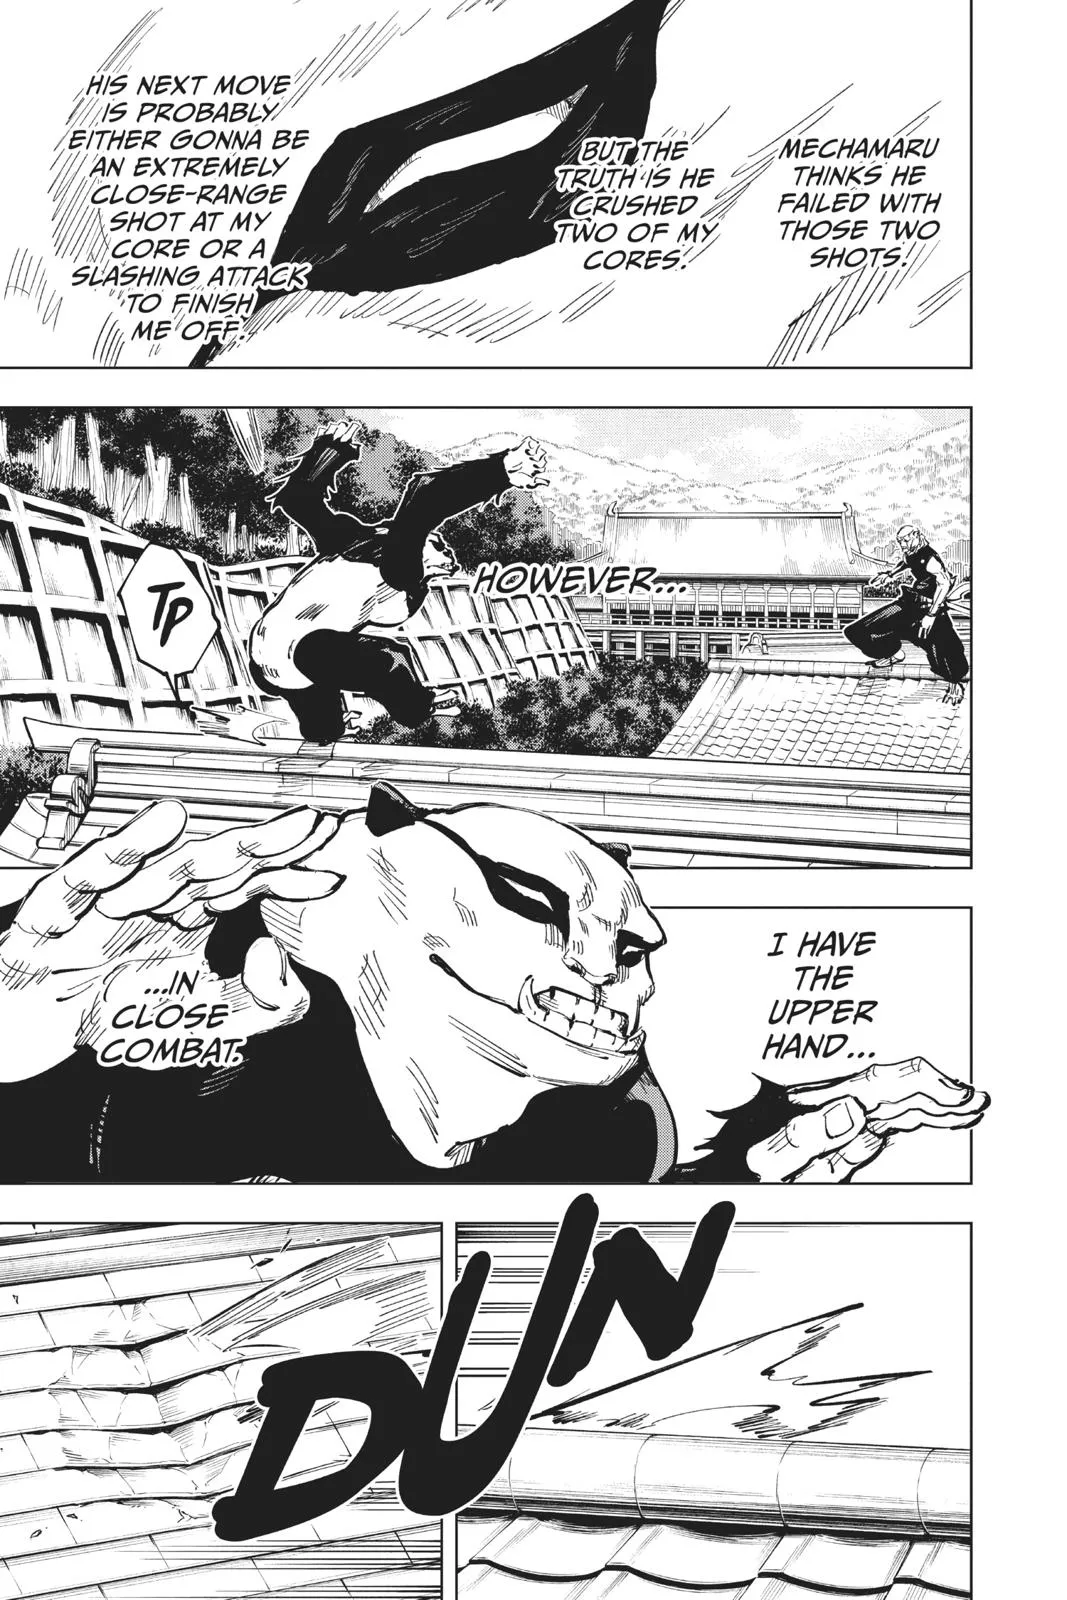 MECHAMARU
THINKS HE
FAILED WITH
THOSE TWO
SHOTS.
BUT THE
TRUTH IS HE
CRUSHED
TWO OF MY
CORES.
HIS NEXT MOVE
IS PROBABLY
EITHER GONNA BE
AN EXTREMELY
CLOSE-RANGE
SHOT AT MY
CORE OR A
SLASHING ATTACK
TO FINISH
ME OFF.
HOWEVER...
TP
I HAVE
THE
UPPER
HAND...
...IN
CLOSE
COMBAT.
DUN